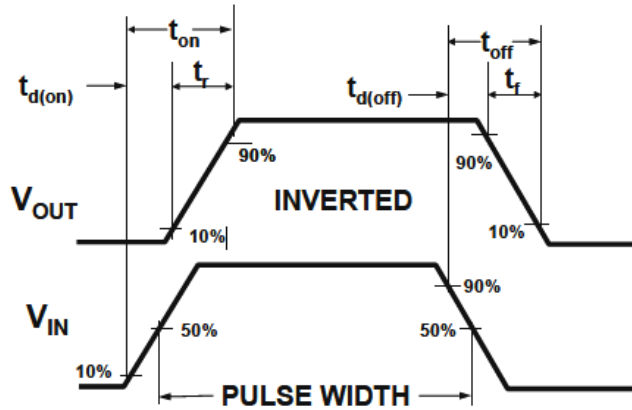 t_on
t_off
t_d(on)
t_r
t_d(off)
t_f
90%
90%
V_OUT
INVERTED
10%
10%
90%
V_IN
50%
50%
10%
PULSE WIDTH